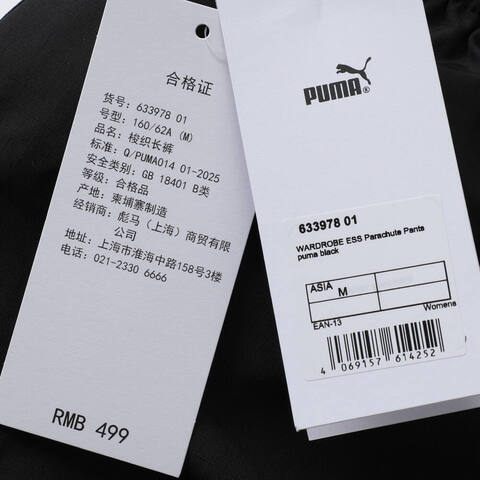 合格证
货号: 633978 01
号型: 160/62A (M)
品名: 梭织长裤
标准: Q/PUMA014 01-2025
安全类别: GB 18401 B类
等级: 合格品
产地: 柬埔寨制造
经销商: 彪马（上海）商贸有限
公司
地址: 上海市淮海中路158号3楼
电话: 021-2330 6666
RMB 499
PUMA®
633978 01
WARDROBE ESS Parachute Pants
puma black
ASIA
M
EAN-13
Womens
4 069157 614252